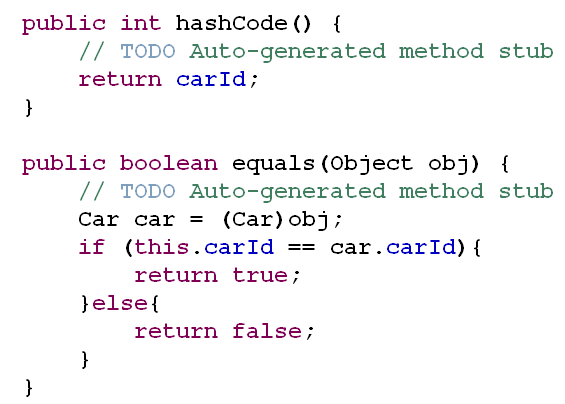 public int hashCode() {
    // TODO Auto-generated method stub
    return carId;
}

public boolean equals(Object obj) {
    // TODO Auto-generated method stub
    Car car = (Car)obj;
    if (this.carId == car.carId){
        return true;
    }else{
        return false;
    }
}